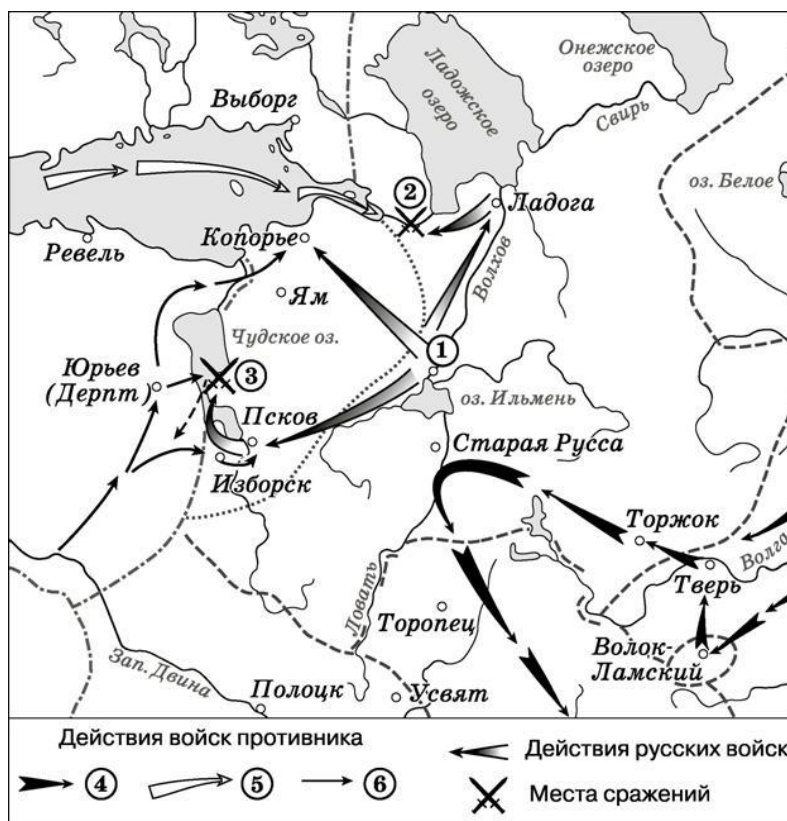 Онежское
озеро
Ладожское
озеро
Выборг
Свирь
2
оз. Белое
Ладога
Копорье
Ревель
Волхов
Ям
Чудское оз.
1
Юрьев
(Дерпт)
3
оз. Ильмень
Псков
Старая Русса
Изборск
Торжок
Волга
Тверь
Ловать
Торопец
Волок-
Ламский
Зап. Двина
Полоцк
Усвят
Действия войск противника
4
5
6
Действия русских войск
Места сражений